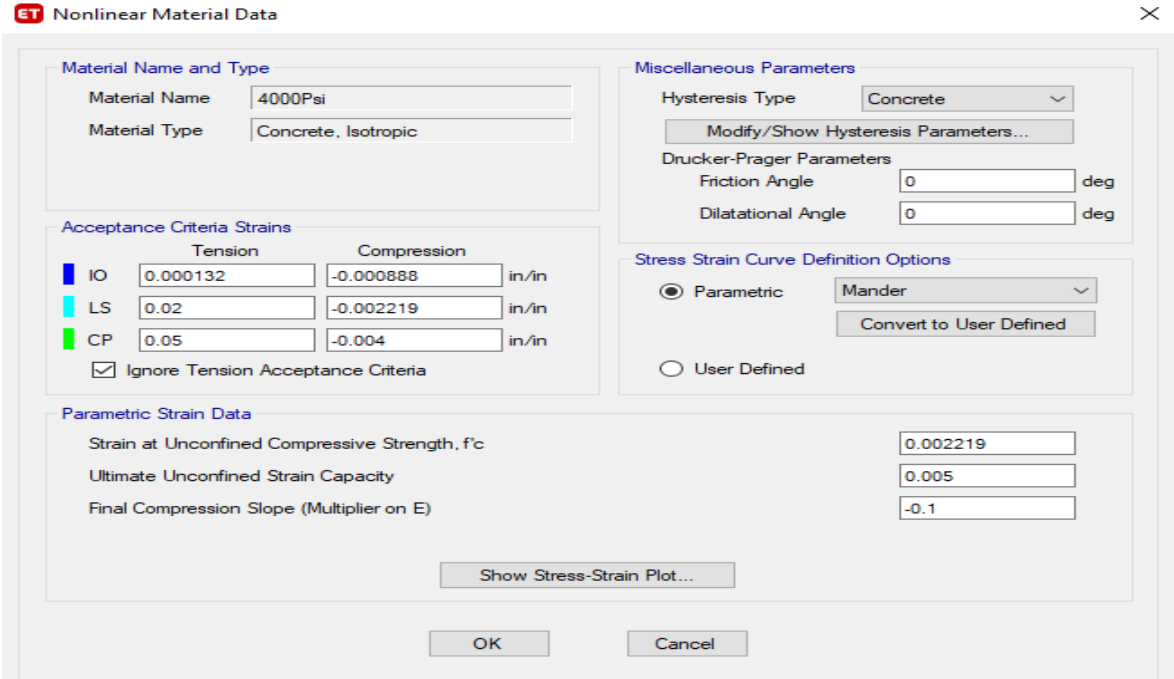 ET Nonlinear Material Data
Material Name and Type
Material Name 4000Psi
Material Type Concrete, Isotropic
Acceptance Criteria Strains
Tension Compression
IO 0.000132 -0.000888 in/in
LS 0.02 -0.002219 in/in
CP 0.05 -0.004 in/in
Ignore Tension Acceptance Criteria
Miscellaneous Parameters
Hysteresis Type Concrete
Modify/Show Hysteresis Parameters...
Drucker-Prager Parameters
Friction Angle 0 deg
Dilatational Angle 0 deg
Stress Strain Curve Definition Options
Parametric Mander
Convert to User Defined
User Defined
Parametric Strain Data
Strain at Unconfined Compressive Strength, f'c 0.002219
Ultimate Unconfined Strain Capacity 0.005
Final Compression Slope (Multiplier on E) -0.1
Show Stress-Strain Plot...
OK Cancel